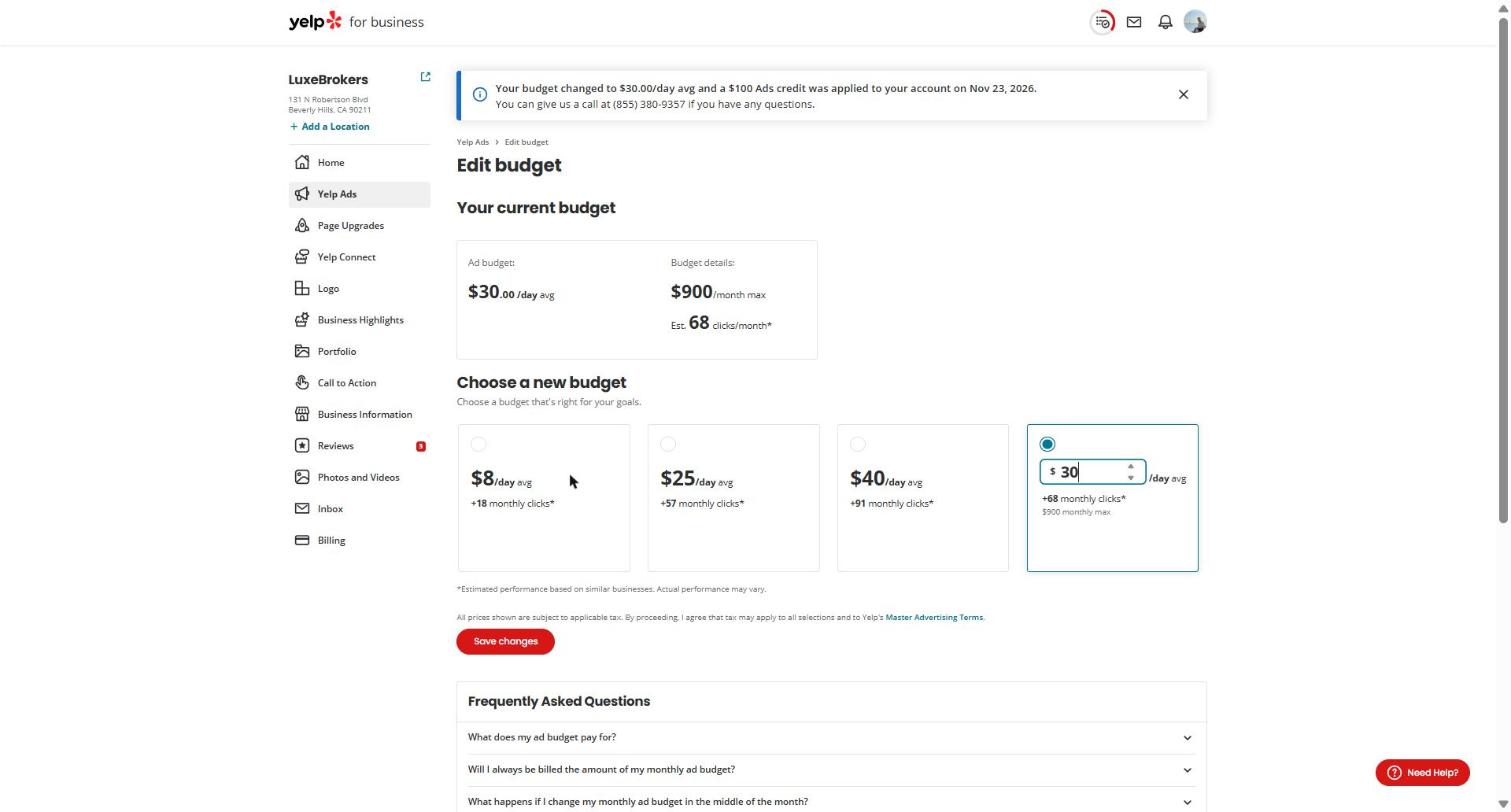 yelp for business
LuxeBrokers
131 N Robertson Blvd
Beverly Hills, CA 90211
+ Add a Location
Home
Yelp Ads
Page Upgrades
Yelp Connect
Logo
Business Highlights
Portfolio
Call to Action
Business Information
Reviews 3
Photos and Videos
Inbox
Billing
Your budget changed to $30.00/day avg and a $100 Ads credit was applied to your account on Nov 23, 2026.
You can give us a call at (855) 380-9357 if you have any questions.
Yelp Ads > Edit budget
Edit budget
Your current budget
Ad budget:
$30.00 /day avg
Budget details:
$900/month max
Est. 68 clicks/month*
Choose a new budget
Choose a budget that's right for your goals.
$8/day avg
+18 monthly clicks*
$25/day avg
+57 monthly clicks*
$40/day avg
+91 monthly clicks*
$ 30 /day avg
+68 monthly clicks*
$900 monthly max
*Estimated performance based on similar businesses. Actual performance may vary.
All prices shown are subject to applicable tax. By proceeding, I agree that tax may apply to all selections and to Yelp's Master Advertising Terms.
Save changes
Frequently Asked Questions
What does my ad budget pay for?
Will I always be billed the amount of my monthly ad budget?
What happens if I change my monthly ad budget in the middle of the month?
Need Help?